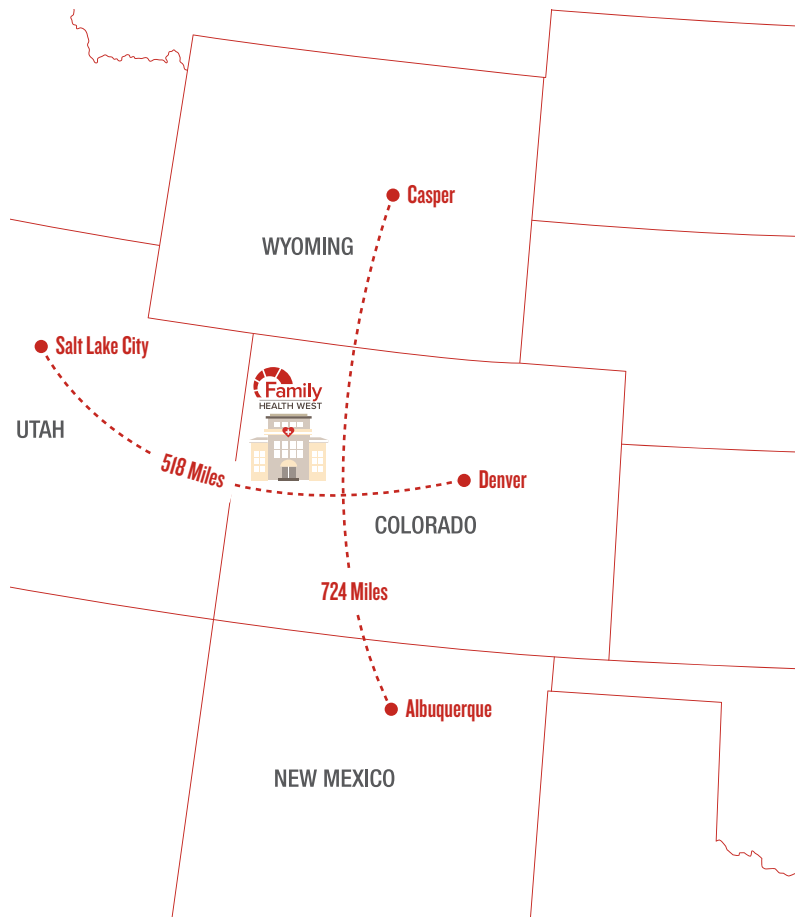 Casper
WYOMING
Salt Lake City
Family
HEALTH WEST
UTAH
518 Miles
Denver
COLORADO
724 Miles
Albuquerque
NEW MEXICO